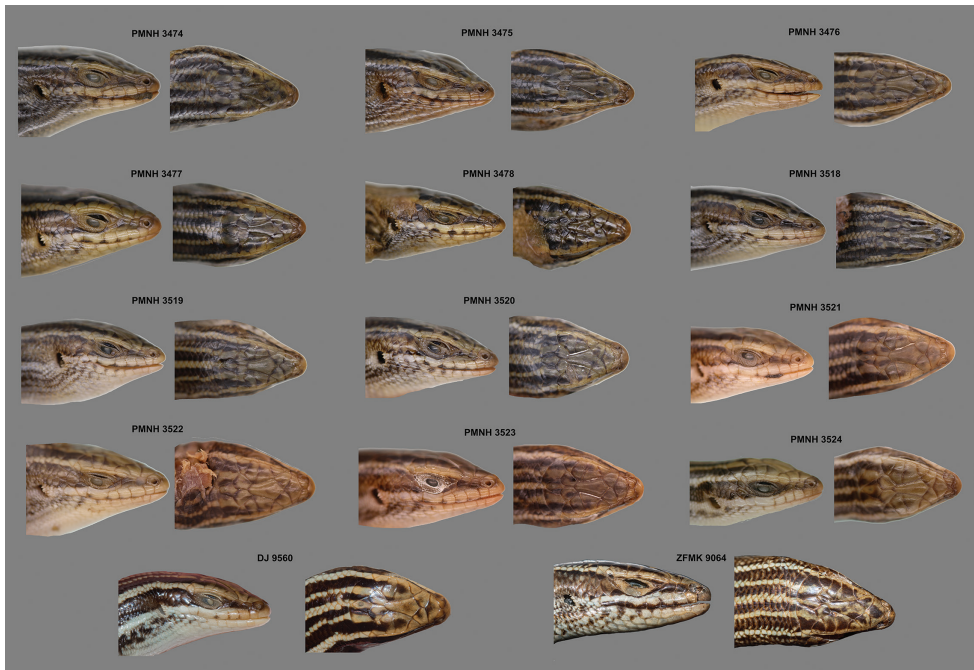 PMNH 3474
PMNH 3475
PMNH 3476
PMNH 3477
PMNH 3478
PMNH 3518
PMNH 3519
PMNH 3520
PMNH 3521
PMNH 3522
PMNH 3523
PMNH 3524
DJ 9560
ZFMK 9064